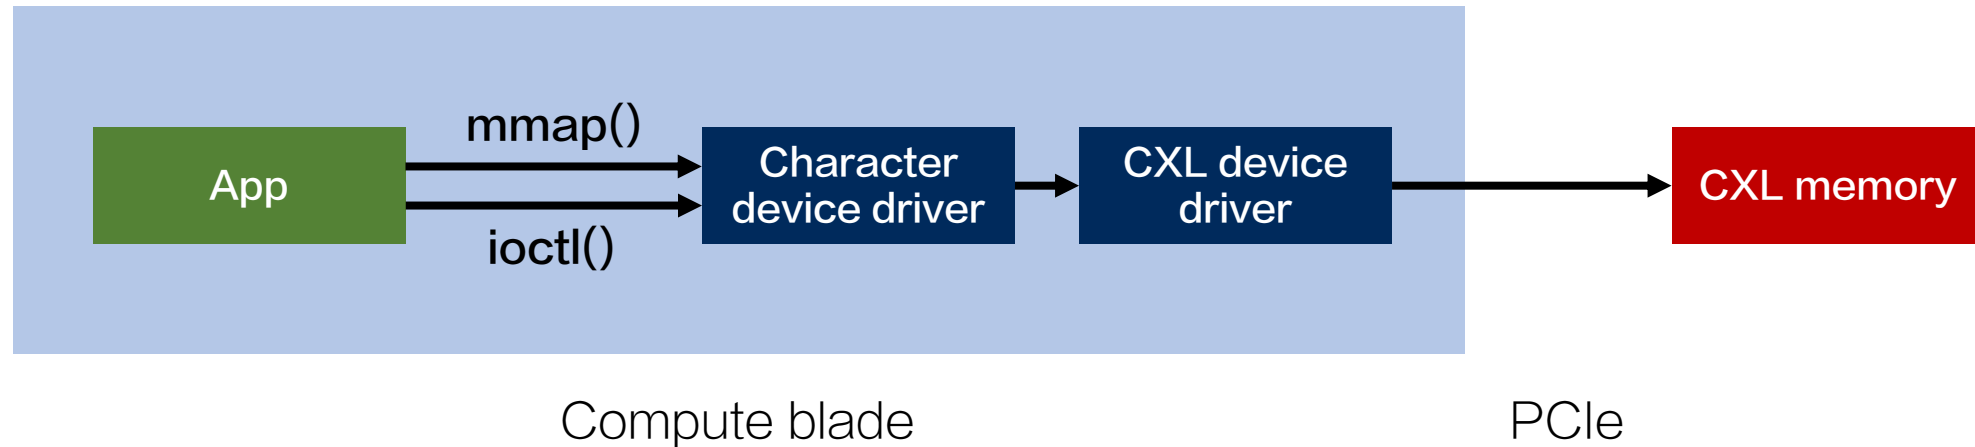 mmap()
App
Character
device driver
CXL device
driver
CXL memory
ioctl()
Compute blade
PCIe